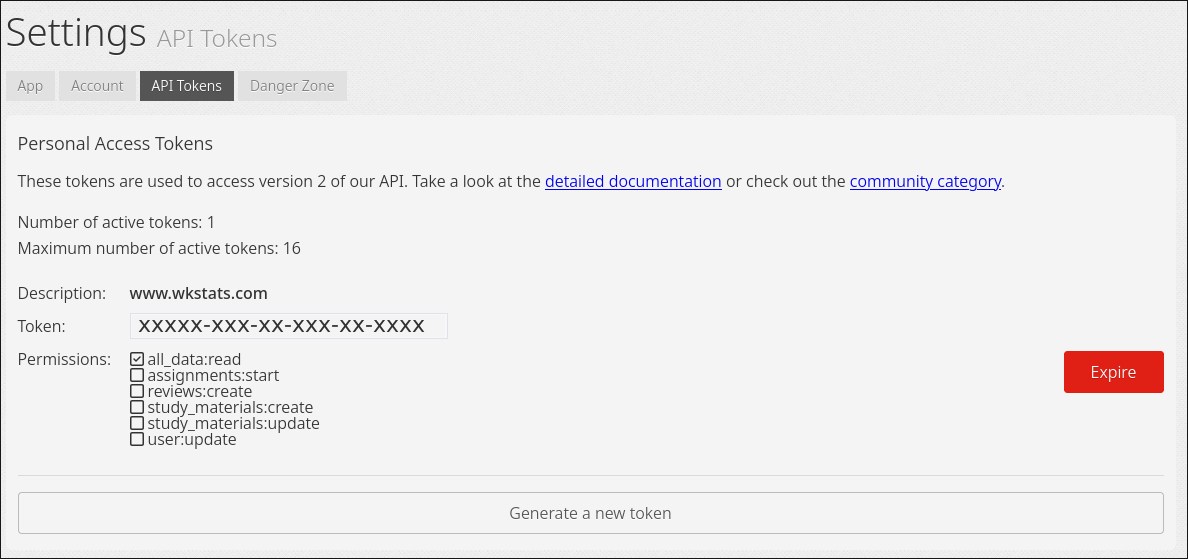 Settings API Tokens
App Account API Tokens Danger Zone
Personal Access Tokens
These tokens are used to access version 2 of our API. Take a look at the detailed documentation or check out the community category.
Number of active tokens: 1
Maximum number of active tokens: 16
Description: www.wkstats.com
Token: XXXXX-XXX-XX-XXX-XX-XXXX
Permissions: all_data:read
assignments:start
Expire
reviews:create
study_materials:create
study_materials:update
user:update
Generate a new token